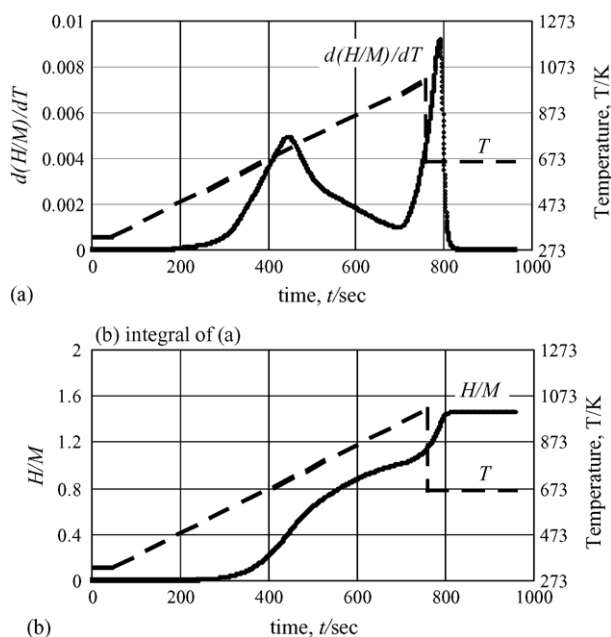 0.01
0.008
0.006
0.004
0.002
0
d(H/M)/dT
1273
1073
873
673
473
273
Temperature, T/K
d(H/M)/dT
T
0 200 400 600 800 1000
time, t/sec
(a)
(b) integral of (a)
2
1.6
1.2
0.8
0.4
0
H/M
1273
1073
873
673
473
273
Temperature, T/K
H/M
T
0 200 400 600 800 1000
time, t/sec
(b)